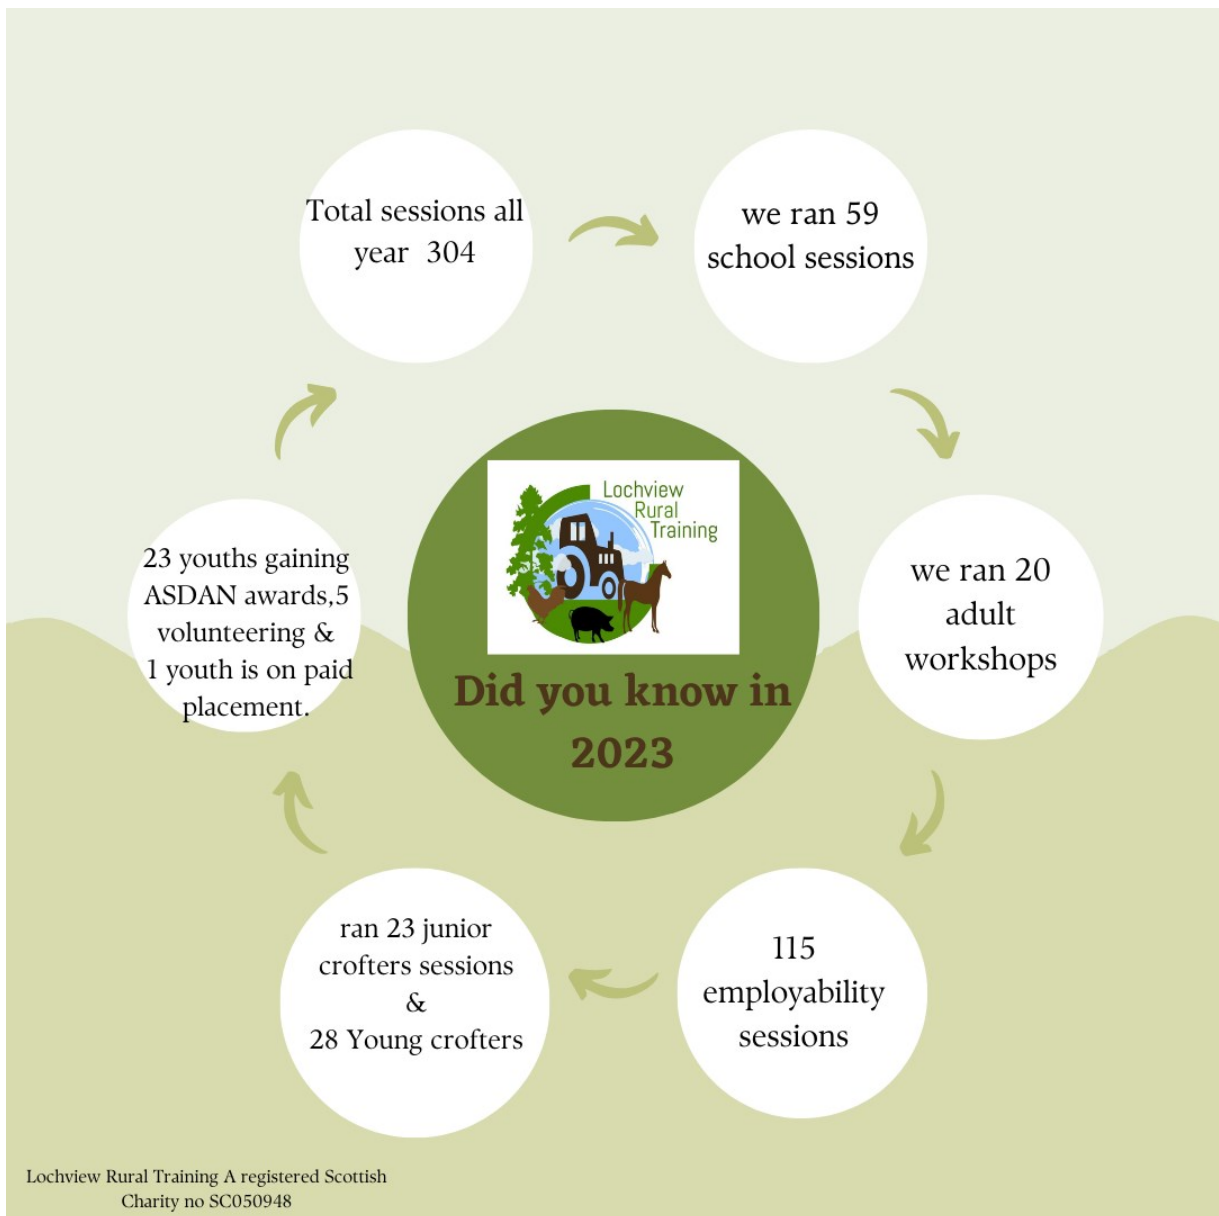 Total sessions all
year 304
we ran 59
school sessions
we ran 20
adult
workshops
115
employability
sessions
ran 23 junior
crofters sessions
&
28 Young crofters
23 youths gaining
ASDAN awards,5
volunteering &
1 youth is on paid
placement.
Lochview
Rural
Training
Did you know in
2023
Lochview Rural Training A registered Scottish
Charity no SC050948